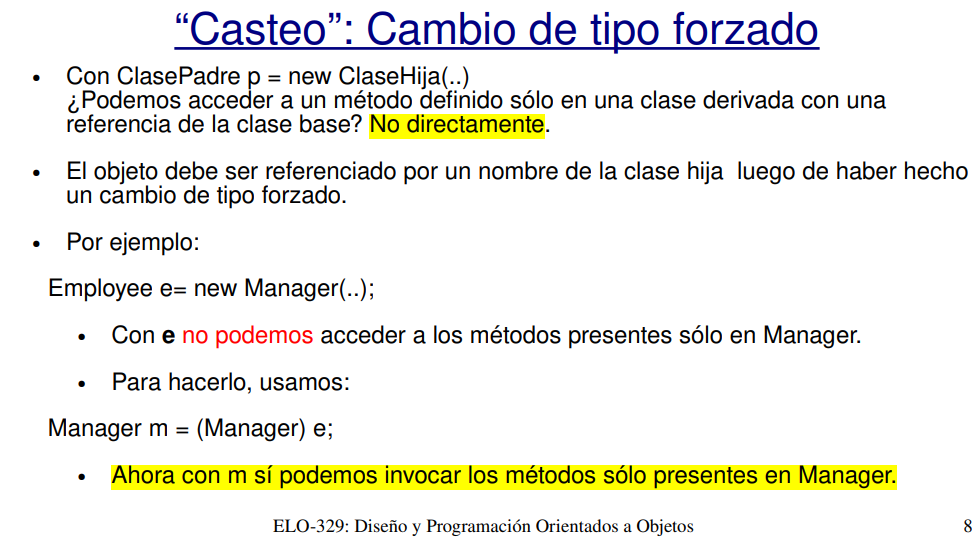 “Casteo”: Cambio de tipo forzado
• Con ClasePadre p = new ClaseHija(..)
¿Podemos acceder a un método definido sólo en una clase derivada con una
referencia de la clase base? No directamente.
• El objeto debe ser referenciado por un nombre de la clase hija luego de haber hecho
un cambio de tipo forzado.
• Por ejemplo:
Employee e= new Manager(..);
• Con e no podemos acceder a los métodos presentes sólo en Manager.
• Para hacerlo, usamos:
Manager m = (Manager) e;
• Ahora con m sí podemos invocar los métodos sólo presentes en Manager.
ELO-329: Diseño y Programación Orientados a Objetos
8